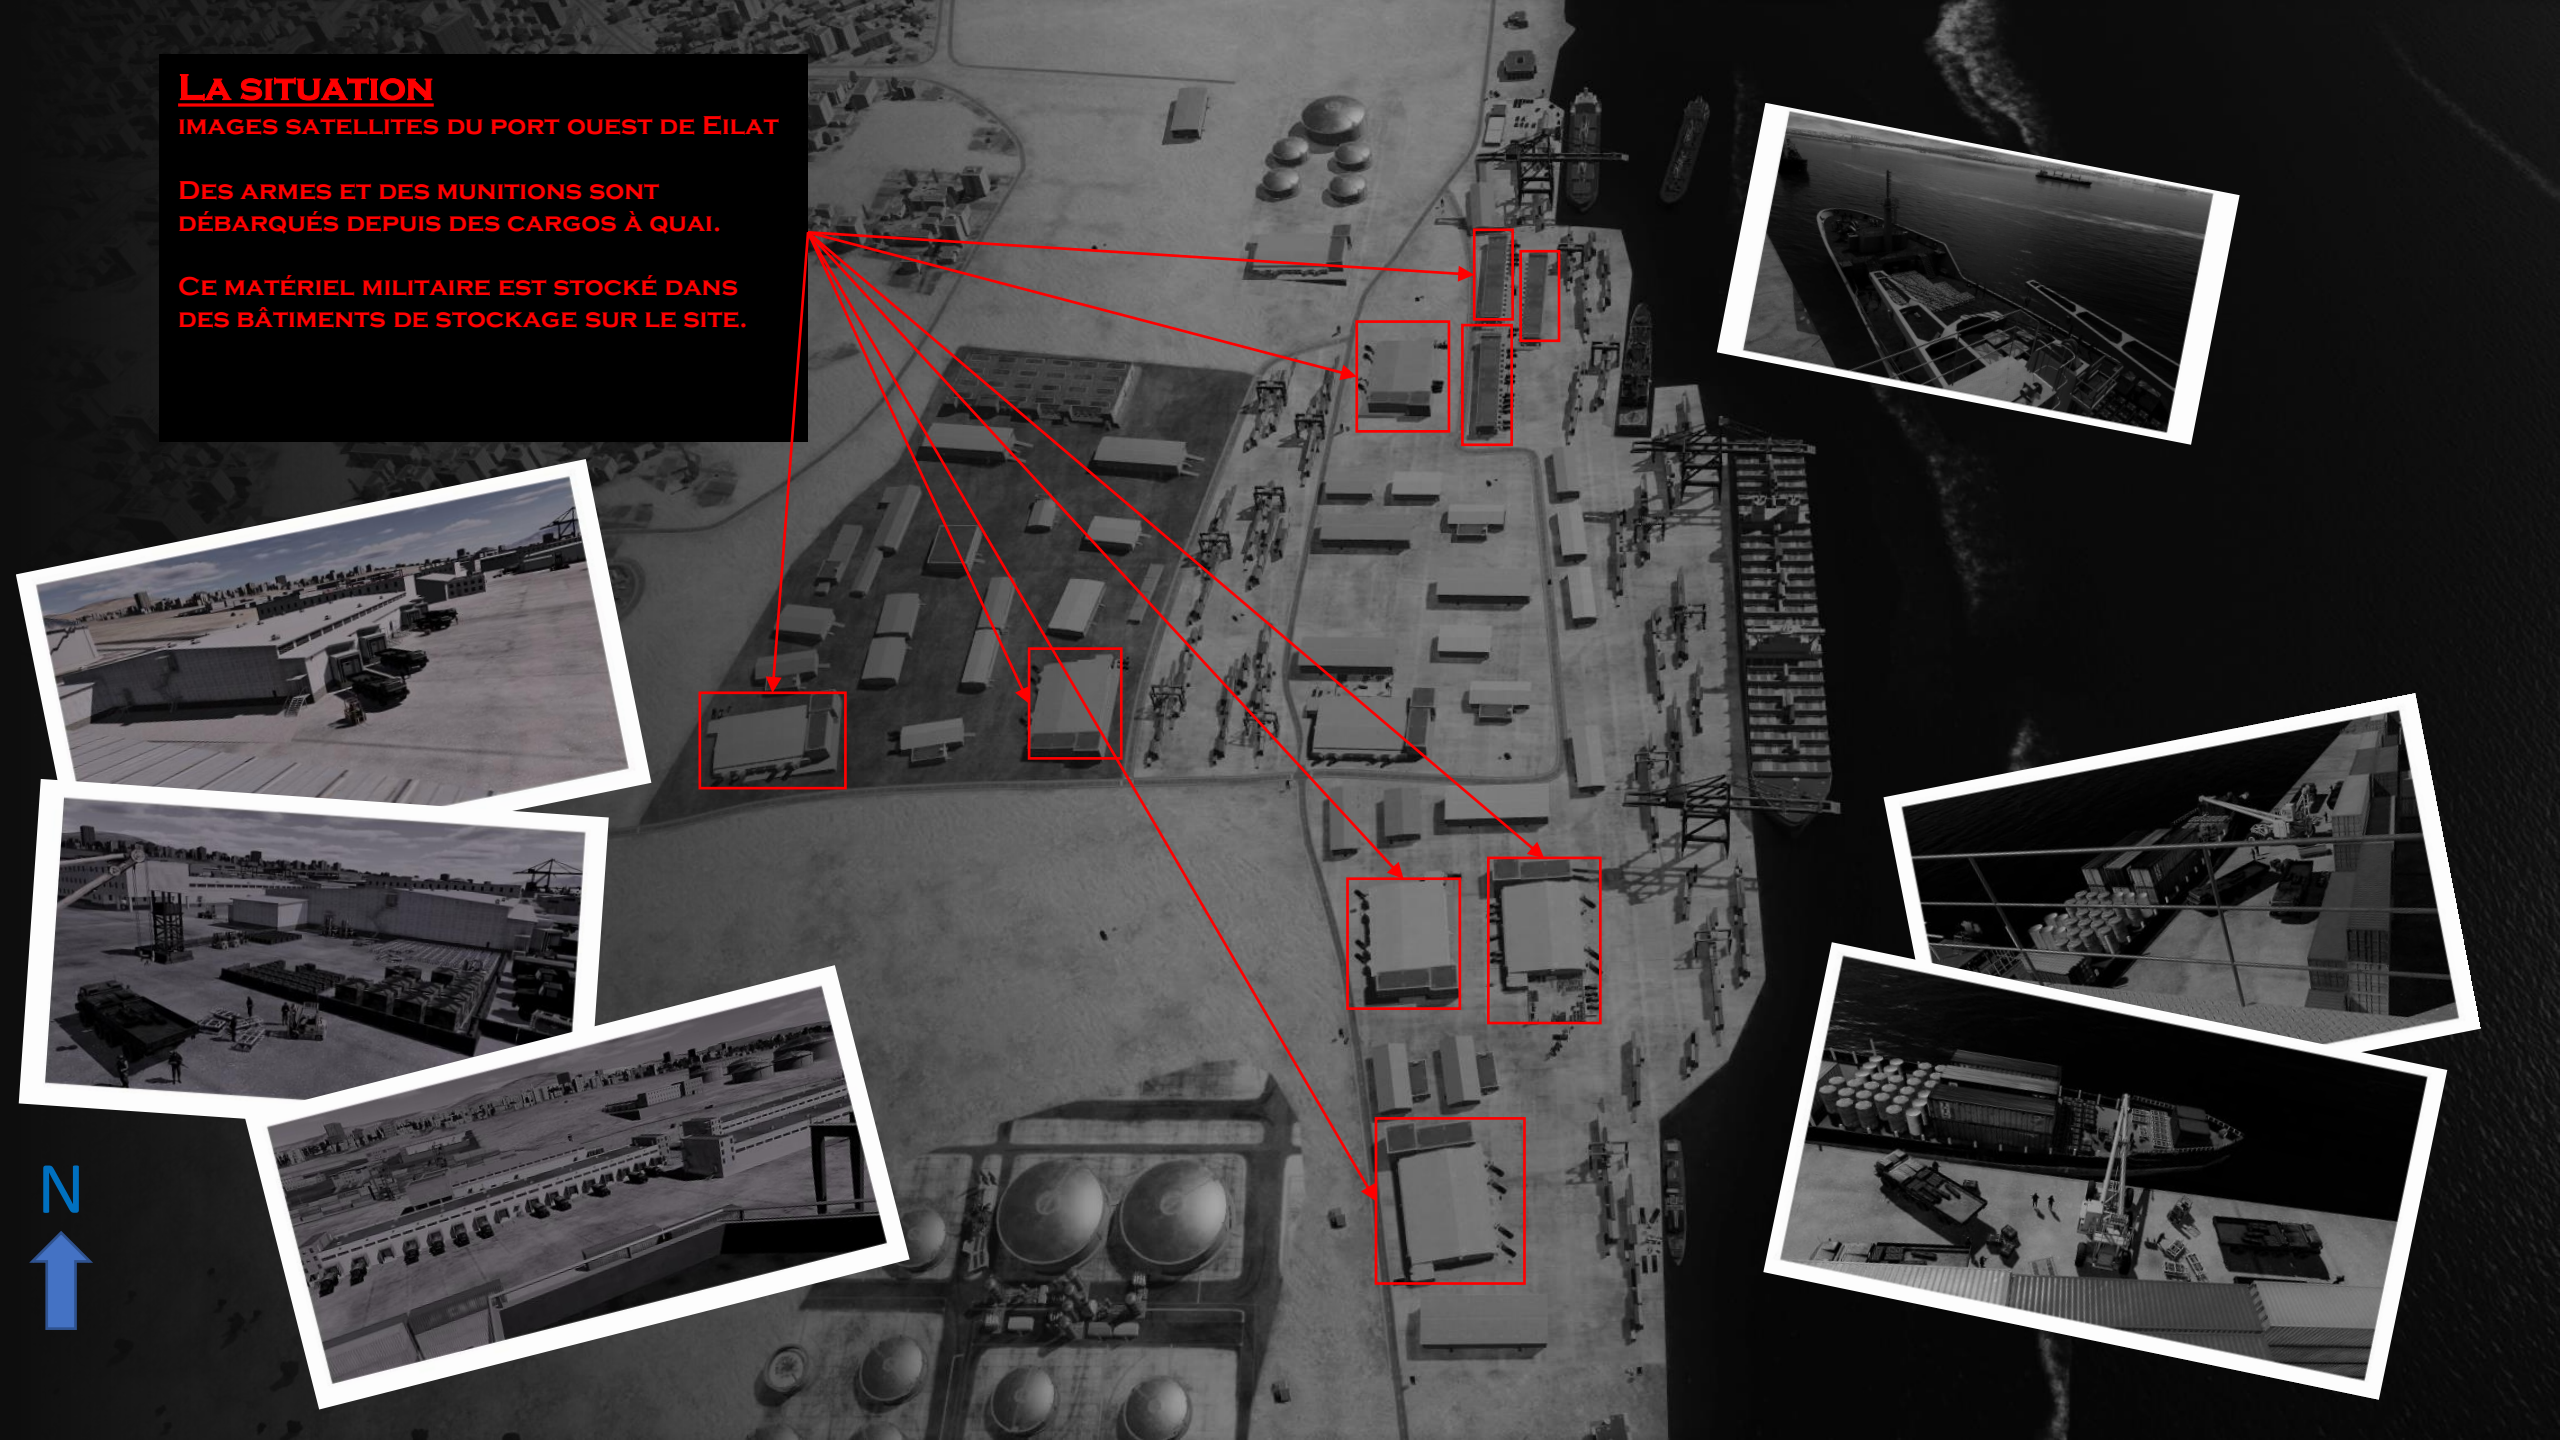 La situation
images satellites du port ouest de Eilat
Des armes et des munitions sont
débarqués depuis des cargos à quai.
Ce matériel militaire est stocké dans
des bâtiments de stockage sur le site.
N